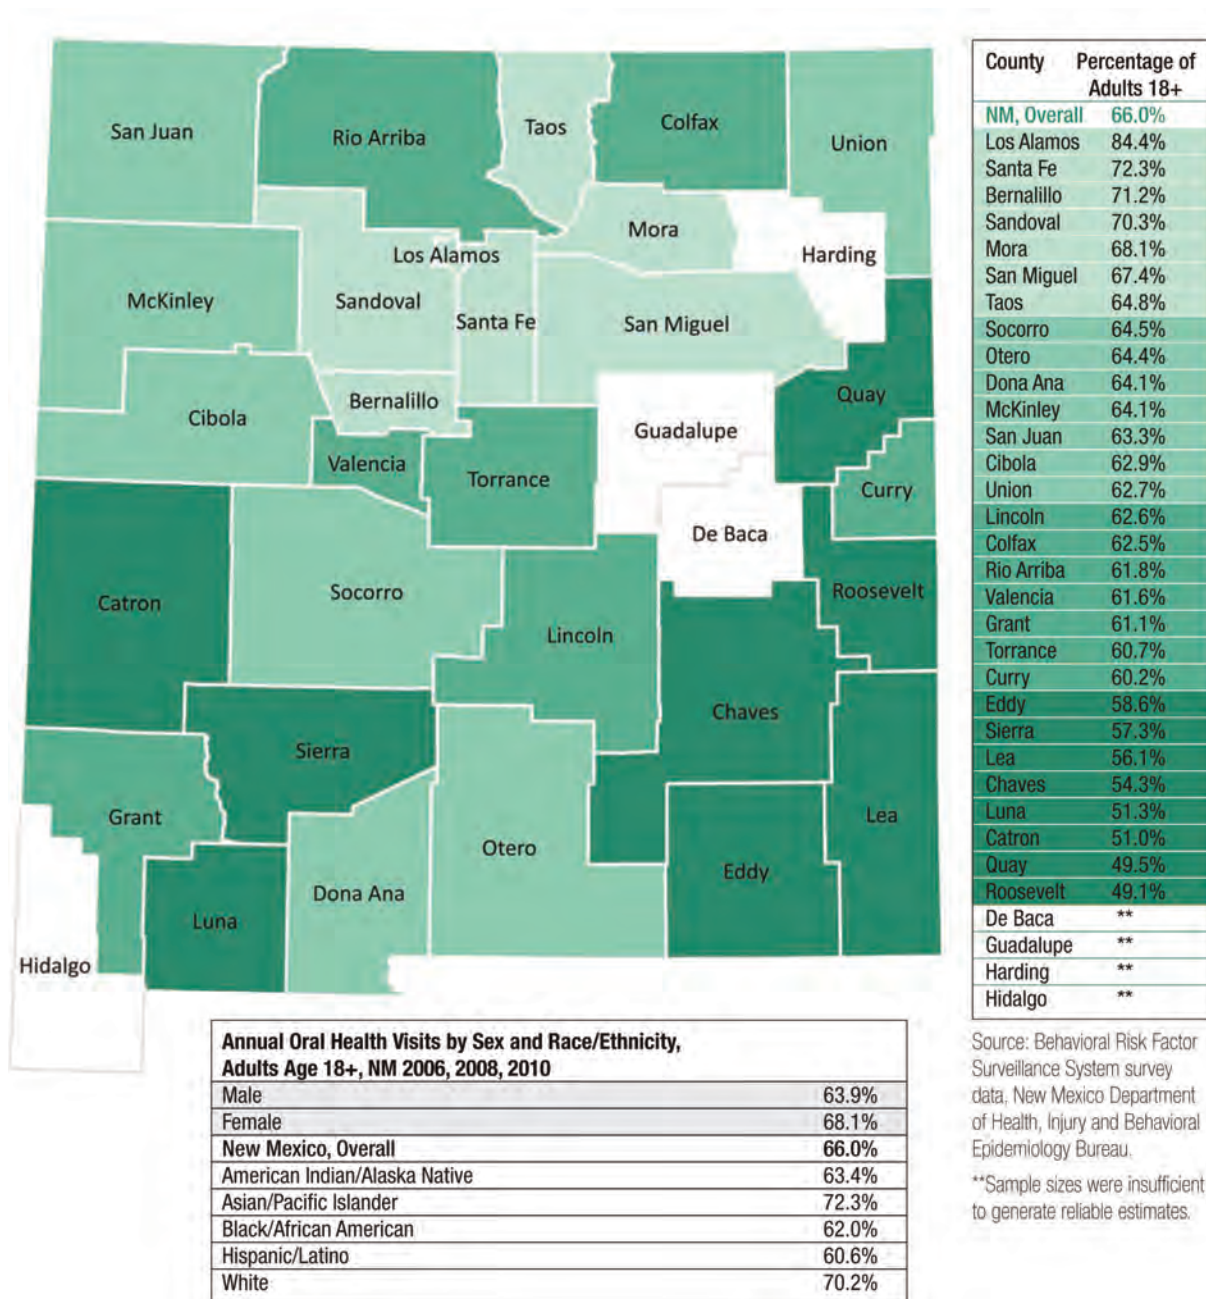 San Juan
Rio Arriba
Taos
Colfax
Union
Mora
Harding
Los Alamos
McKinley
Sandoval
Santa Fe
San Miguel
Quay
Bernalillo
Cibola
Guadalupe
Valencia
Torrance
Curry
De Baca
Catron
Socorro
Roosevelt
Lincoln
Chaves
Sierra
Grant
Lea
Otero
Eddy
Dona Ana
Luna
Hidalgo
County Percentage of
Adults 18+
NM, Overall 66.0%
Los Alamos 84.4%
Santa Fe 72.3%
Bernalillo 71.2%
Sandoval 70.3%
Mora 68.1%
San Miguel 67.4%
Taos 64.8%
Socorro 64.5%
Otero 64.4%
Dona Ana 64.1%
McKinley 64.1%
San Juan 63.3%
Cibola 62.9%
Union 62.7%
Lincoln 62.6%
Colfax 62.5%
Rio Arriba 61.8%
Valencia 61.6%
Grant 61.1%
Torrance 60.7%
Curry 60.2%
Eddy 58.6%
Sierra 57.3%
Lea 56.1%
Chaves 54.3%
Luna 51.3%
Catron 51.0%
Quay 49.5%
Roosevelt 49.1%
De Baca **
Guadalupe **
Harding **
Hidalgo **
Source: Behavioral Risk Factor
Surveillance System survey
data, New Mexico Department
of Health, Injury and Behavioral
Epidemiology Bureau.
**Sample sizes were insufficient
to generate reliable estimates.
Annual Oral Health Visits by Sex and Race/Ethnicity,
Adults Age 18+, NM 2006, 2008, 2010
Male 63.9%
Female 68.1%
New Mexico, Overall 66.0%
American Indian/Alaska Native 63.4%
Asian/Pacific Islander 72.3%
Black/African American 62.0%
Hispanic/Latino 60.6%
White 70.2%